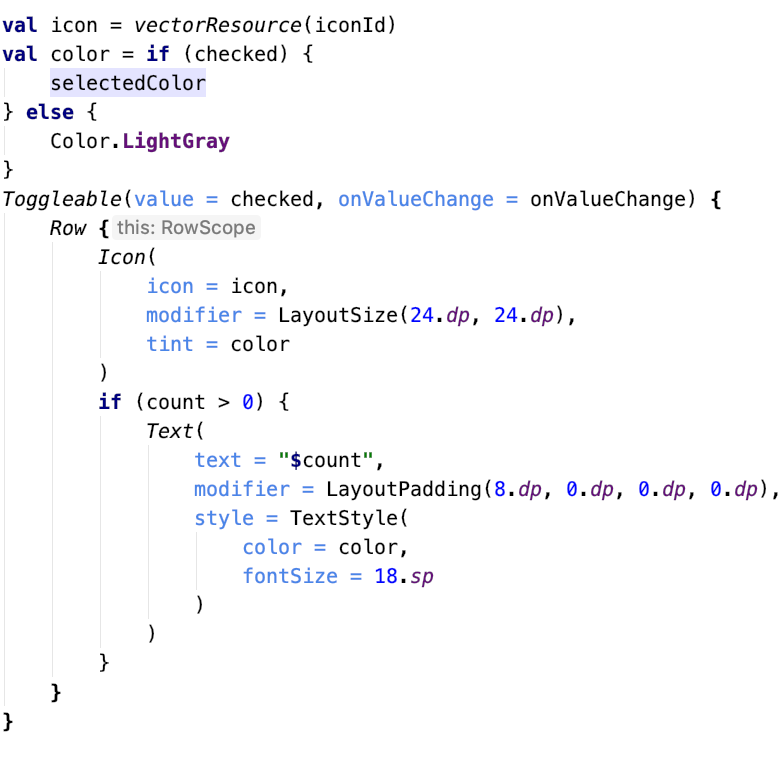 val icon = vectorResource(iconId)
val color = if (checked) {
    selectedColor
} else {
    Color.LightGray
}
Toggleable(value = checked, onValueChange = onValueChange) {
    Row { this: RowScope
        Icon(
            icon = icon,
            modifier = LayoutSize(24.dp, 24.dp),
            tint = color
        )
        if (count > 0) {
            Text(
                text = "$count",
                modifier = LayoutPadding(8.dp, 0.dp, 0.dp, 0.dp),
                style = TextStyle(
                    color = color,
                    fontSize = 18.sp
                )
            )
        }
    }
}